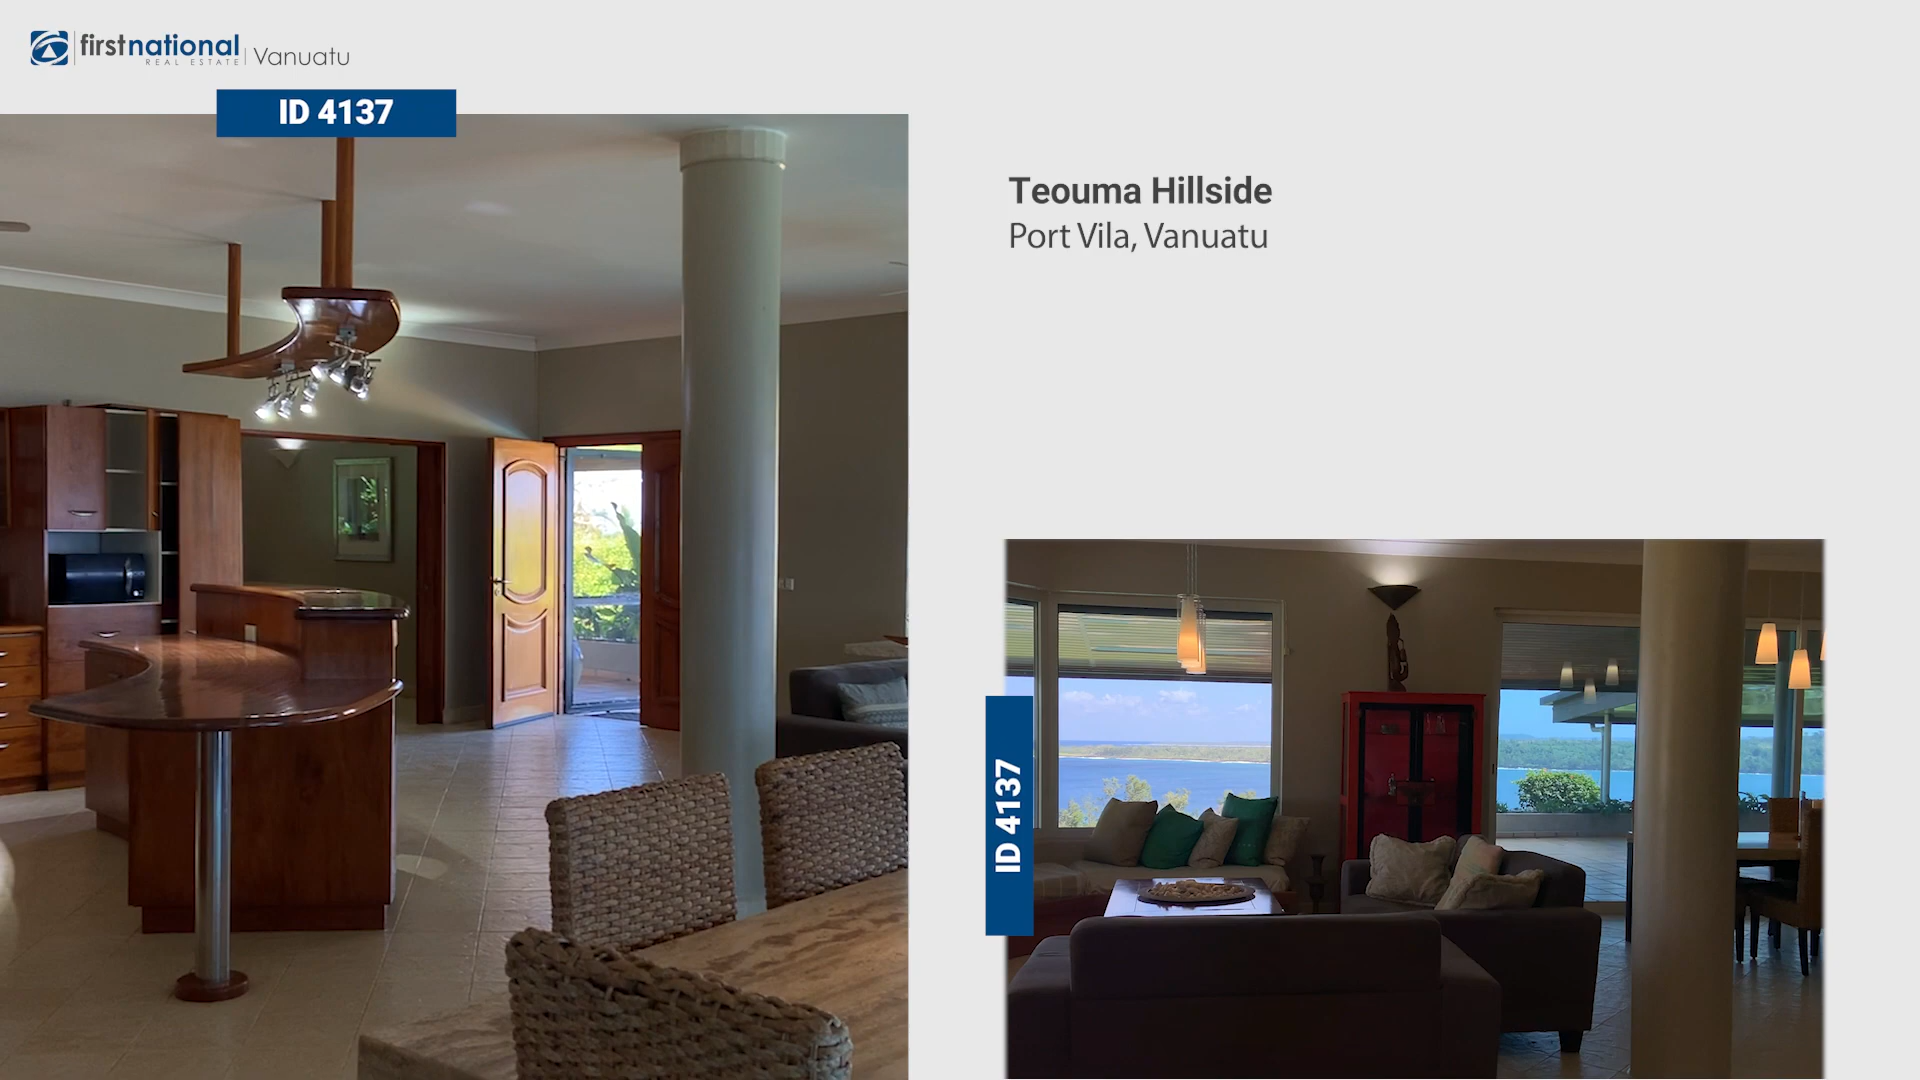 firstnational
REAL ESTATE
Vanuatu
ID 4137
Teouma Hillside
Port Vila, Vanuatu
ID 4137